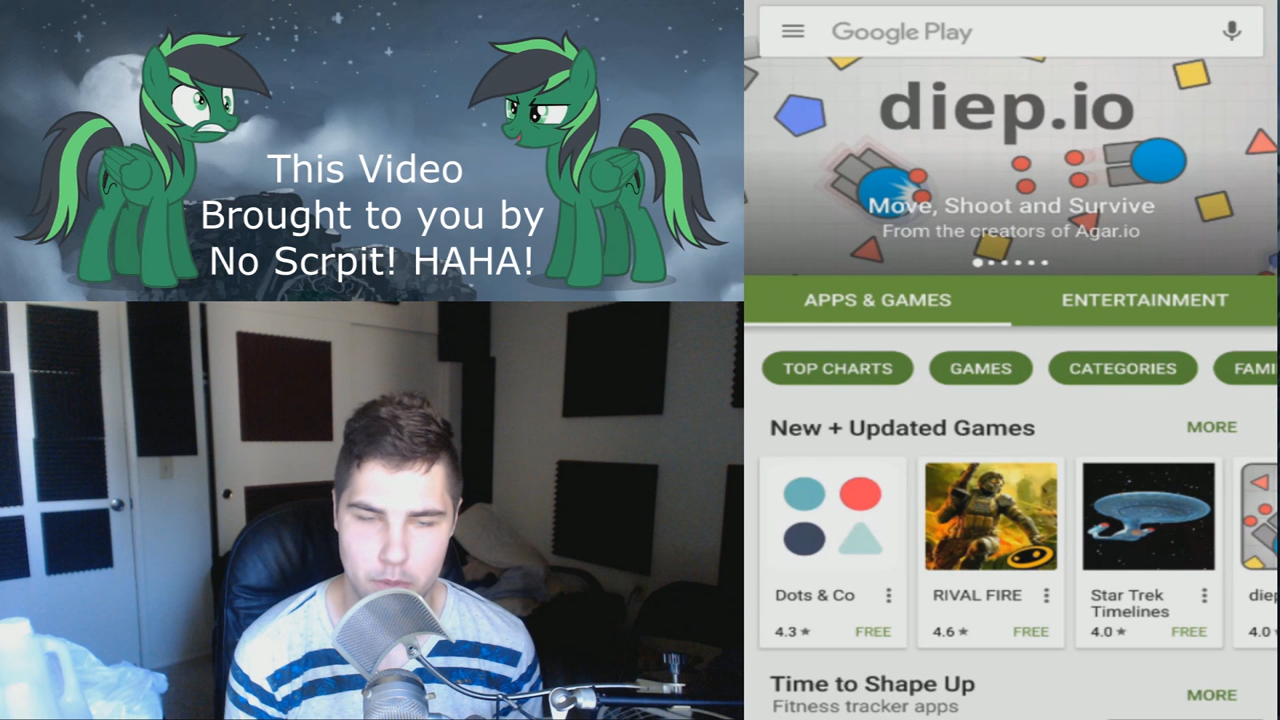 This Video
Brought to you by
No Scrpit! HAHA!
Google Play
diep.io
Move, Shoot and Survive
From the creators of Agar.io
APPS & GAMES
ENTERTAINMENT
TOP CHARTS
GAMES
CATEGORIES
FAMI
New + Updated Games
MORE
Dots & Co
4.3★
FREE
RIVAL FIRE
4.6★
FREE
Star Trek
Timelines
4.0★
FREE
diep
4.0
Time to Shape Up
MORE
Fitness tracker apps